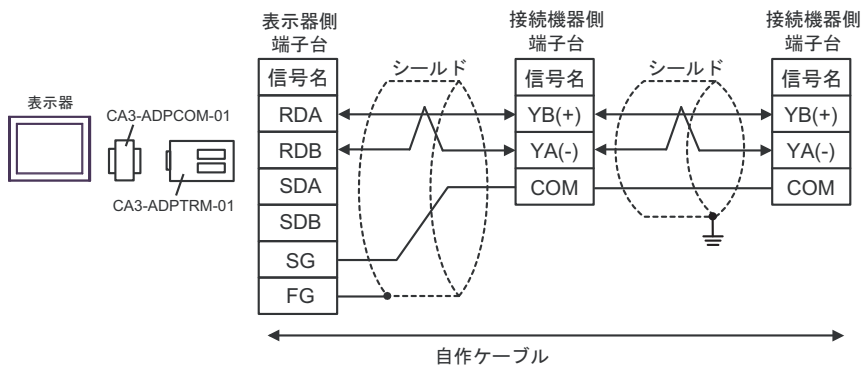 表示器
CA3-ADPCOM-01
CA3-ADPTRM-01
表示器側
端子台
信号名
RDA
RDB
SDA
SDB
SG
FG
シールド
接続機器側
端子台
信号名
YB(+)
YA(-)
COM
シールド
接続機器側
端子台
信号名
YB(+)
YA(-)
COM
自作ケーブル